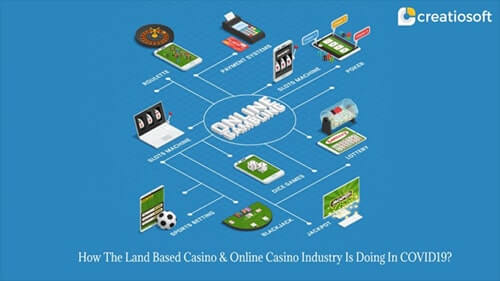 creatiosoft
ROULETTE
PAYMENT SYSTEMS
SLOTS MACHINE
POKER
ONLINE
GAMBLING
SLOTS MACHINE
LOTTERY
DICE GAMES
SPORTS BETTING
BLACKJACK
JACKPOT
How The Land Based Casino & Online Casino Industry Is Doing In COVID19?